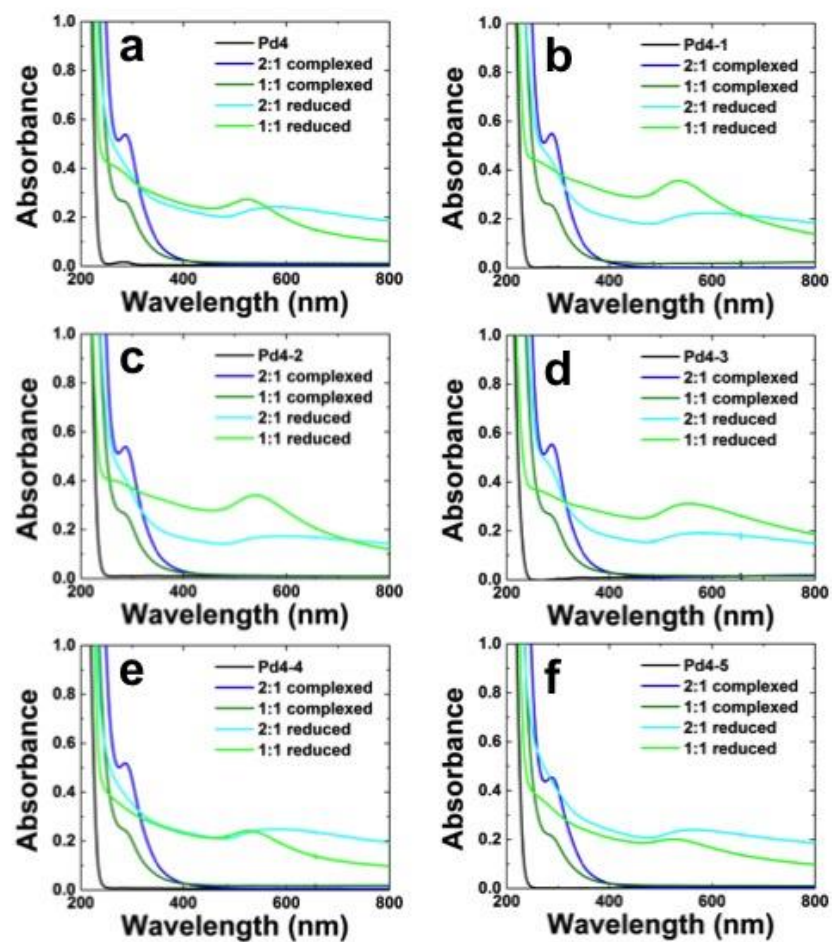 a
Pd4
2:1 complexed
1:1 complexed
2:1 reduced
1:1 reduced
Absorbance
1.0
0.8
0.6
0.4
0.2
0.0
200
400
600
800
Wavelength (nm)
b
Pd4-1
2:1 complexed
1:1 complexed
2:1 reduced
1:1 reduced
Absorbance
1.0
0.8
0.6
0.4
0.2
0.0
200
400
600
800
Wavelength (nm)
c
Pd4-2
2:1 complexed
1:1 complexed
2:1 reduced
1:1 reduced
Absorbance
1.0
0.8
0.6
0.4
0.2
0.0
200
400
600
800
Wavelength (nm)
d
Pd4-3
2:1 complexed
1:1 complexed
2:1 reduced
1:1 reduced
Absorbance
1.0
0.8
0.6
0.4
0.2
0.0
200
400
600
800
Wavelength (nm)
e
Pd4-4
2:1 complexed
1:1 complexed
2:1 reduced
1:1 reduced
Absorbance
1.0
0.8
0.6
0.4
0.2
0.0
200
400
600
800
Wavelength (nm)
f
Pd4-5
2:1 complexed
1:1 complexed
2:1 reduced
1:1 reduced
Absorbance
1.0
0.8
0.6
0.4
0.2
0.0
200
400
600
800
Wavelength (nm)